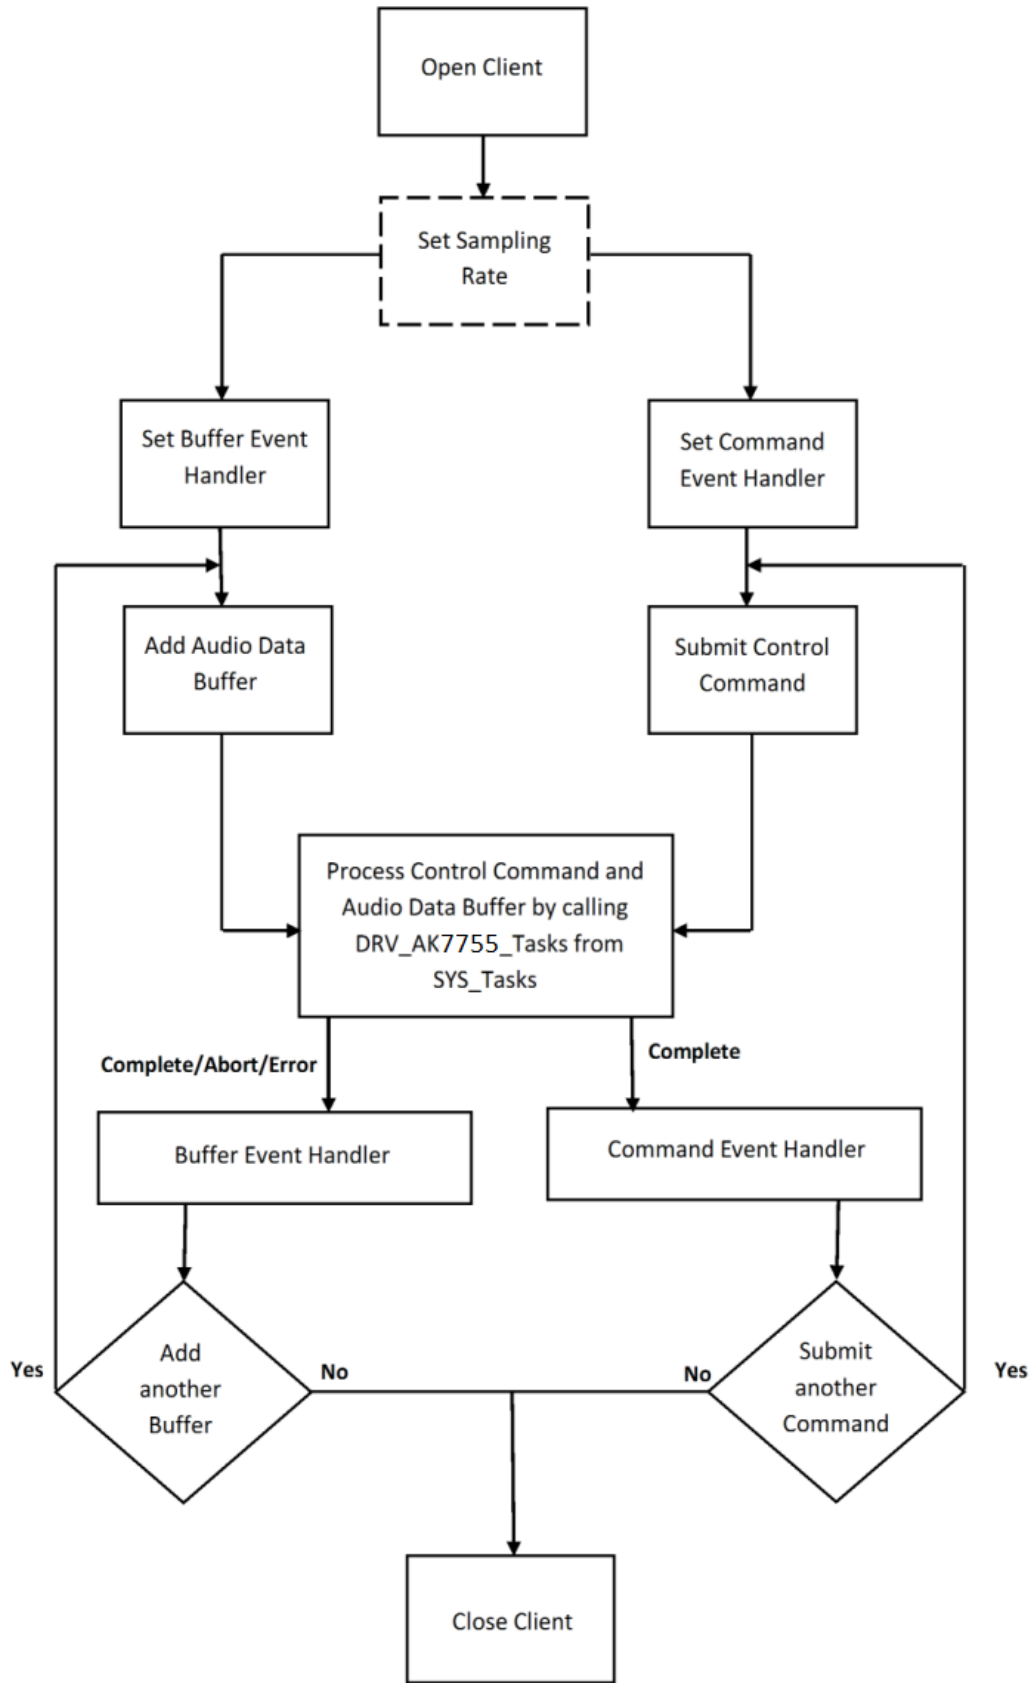 Open Client
Set Sampling
Rate
Set Buffer Event
Handler
Set Command
Event Handler
Add Audio Data
Buffer
Submit Control
Command
Process Control Command and
Audio Data Buffer by calling
DRV_AK7755_Tasks from
SYS_Tasks
Complete/Abort/Error
Complete
Buffer Event Handler
Command Event Handler
Yes
Add
another
Buffer
No
No
Submit
another
Command
Yes
Close Client